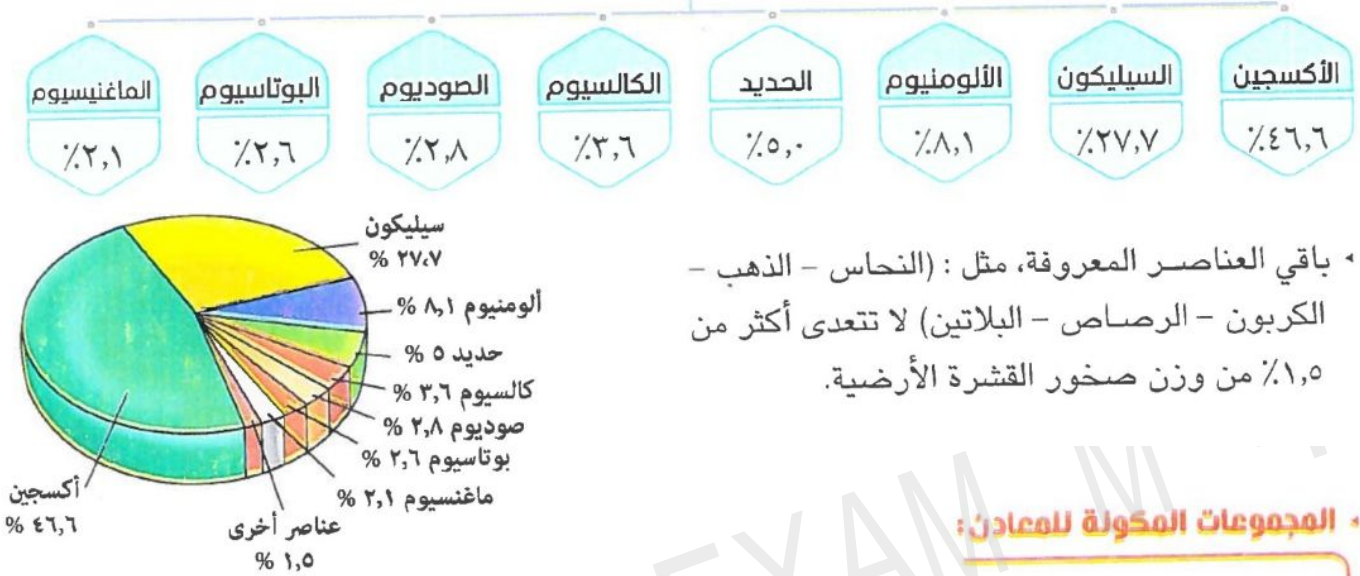 الأكسجين
٪٤٦,٦
السيليكون
٪٢٧,٧
الألومنيوم
٪٨,١
الحديد
٪٥,٠
الكالسيوم
٪٣,٦
الصوديوم
٪٢,٨
البوتاسيوم
٪٢,٦
الماغنيسيوم
٪٢,١
باقي العناصر المعروفة، مثل : (النحاس – الذهب –
الكربون – الرصاص – البلاتين) لا تتعدى أكثر من
١,٥٪ من وزن صخور القشرة الأرضية.
سيليكون
% ٢٧,٧
ألومنيوم ٨,١ %
حديد ٥ %
كالسيوم ٣,٦ %
صوديوم ٢,٨ %
بوتاسيوم ٢,٦ %
ماغنسيوم ٢,١ %
عناصر أخرى
% ١,٥
أكسجين
% ٤٦,٦
المجموعات المكونة للمعادن:
EXAM